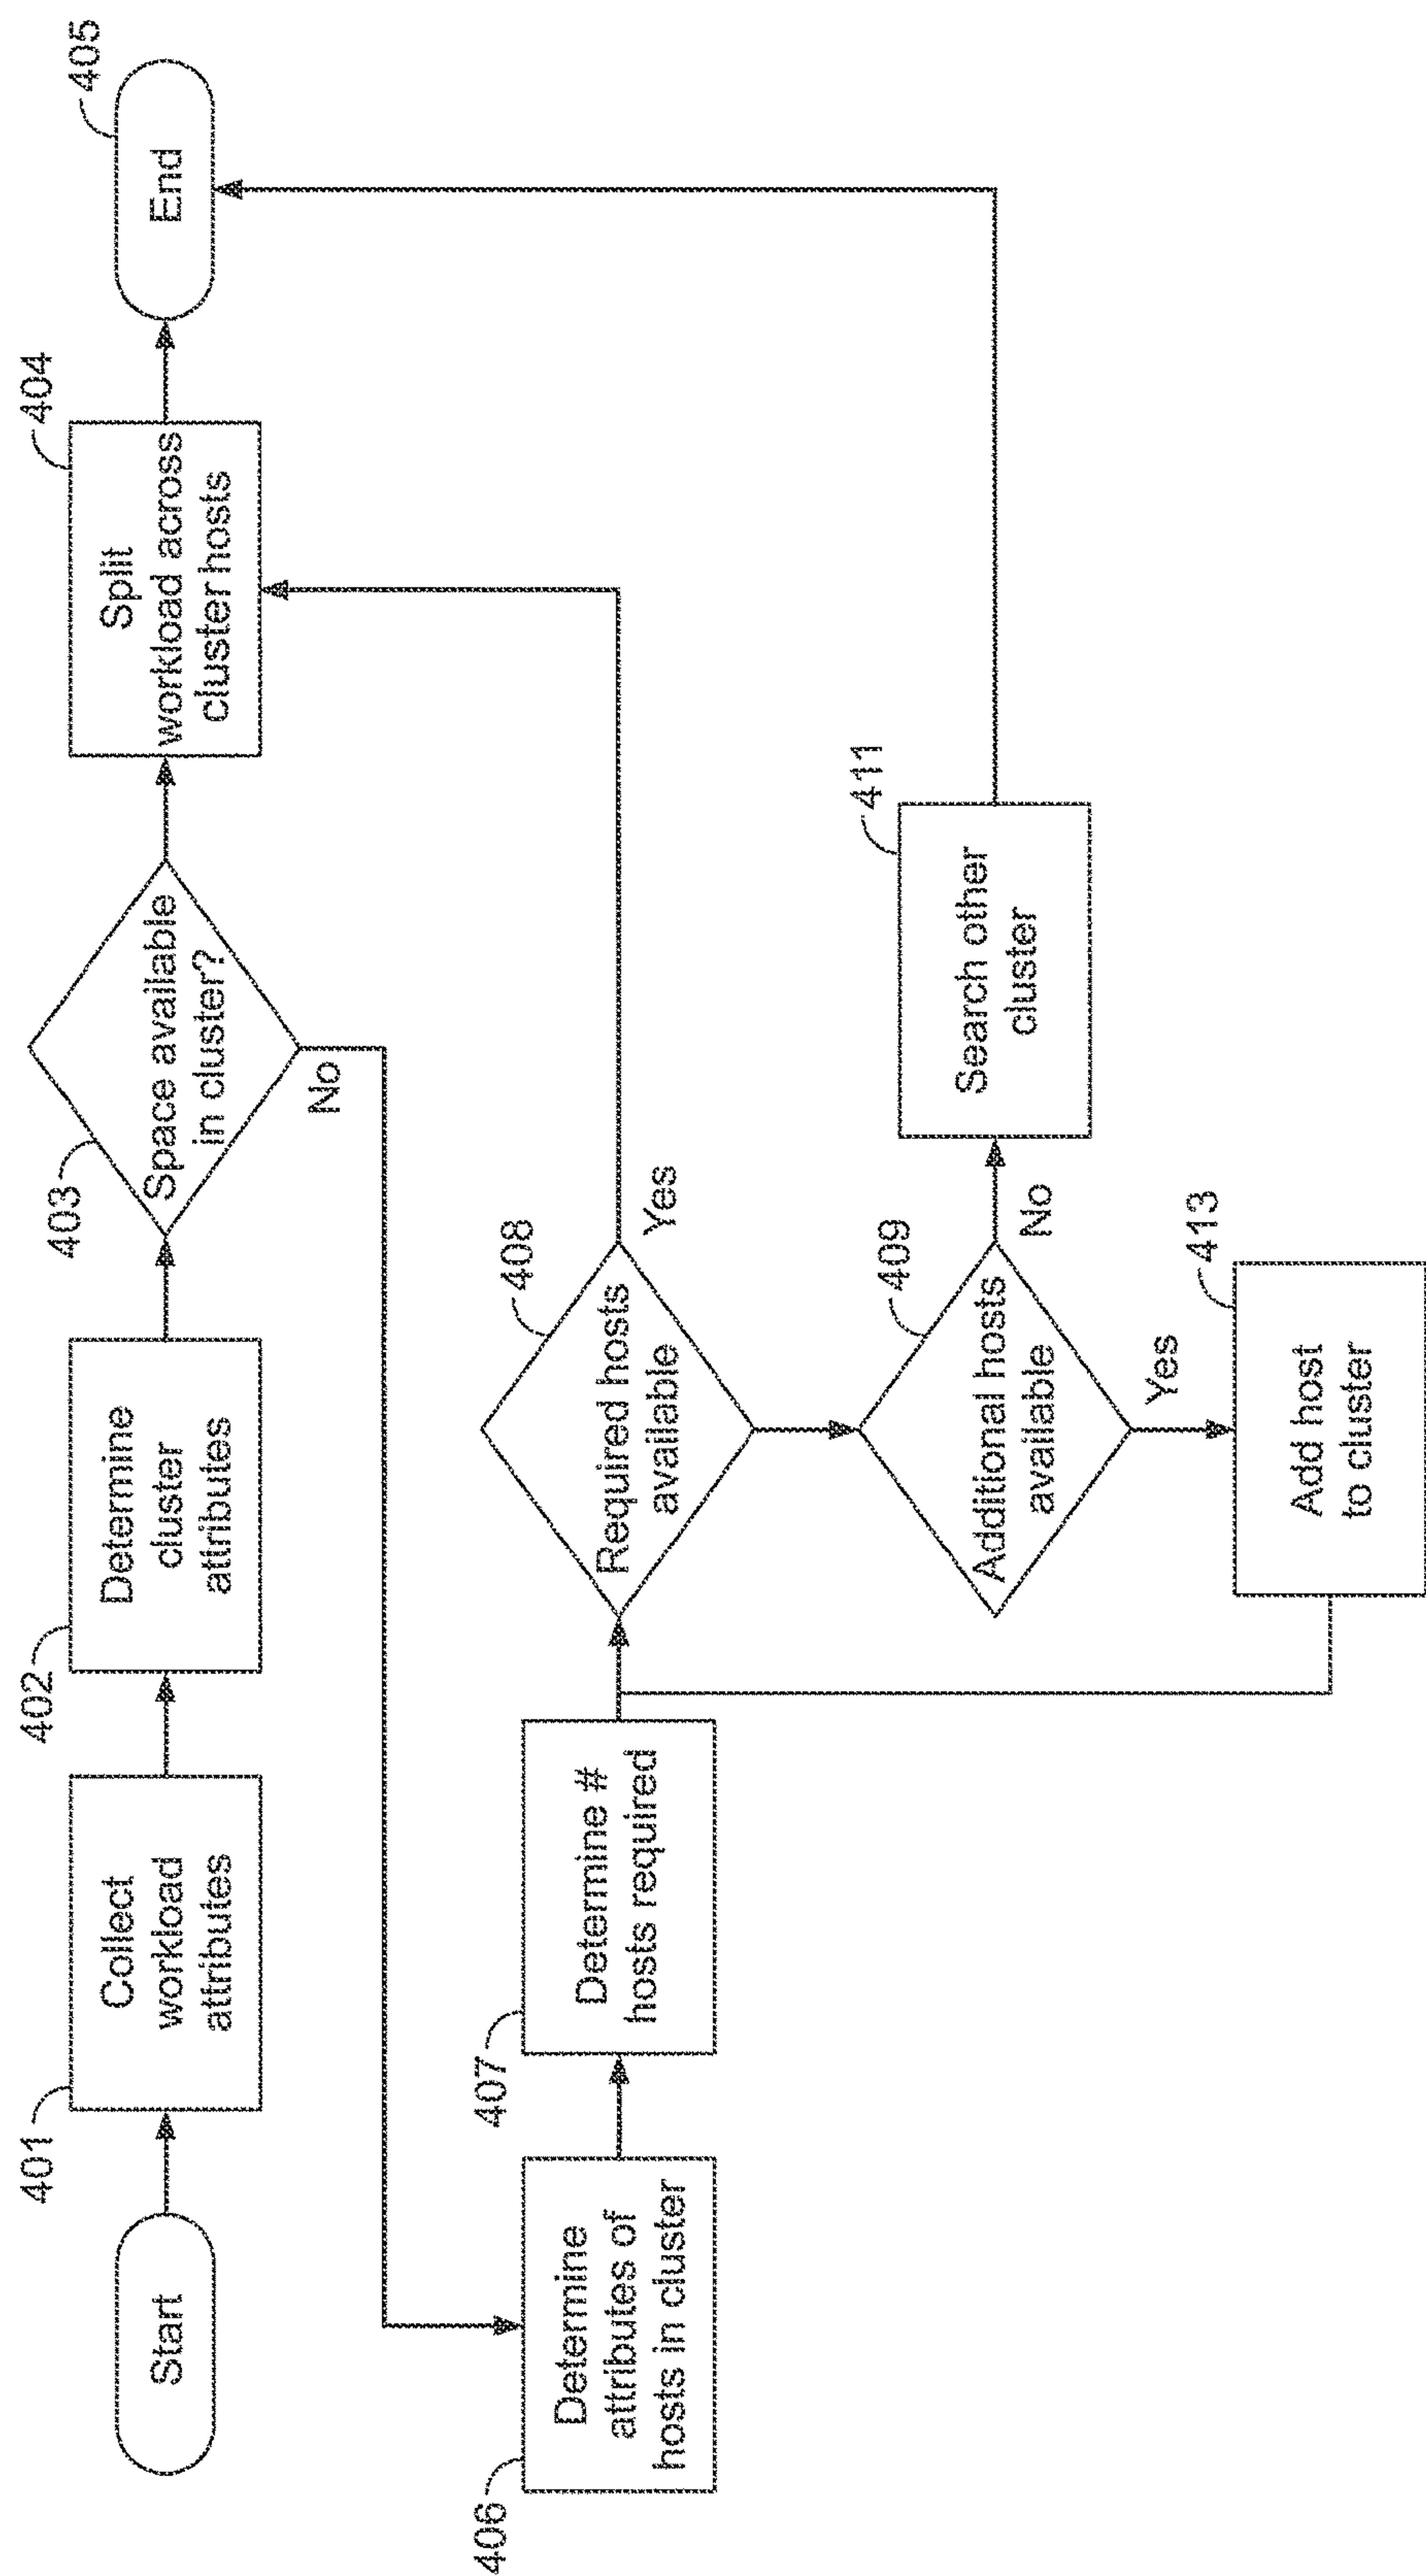 Start
401
Collect
workload
attributes
402
Determine
cluster
attributes
403
Space available
in cluster?
No
404
Split
workload across
cluster hosts
405
End
406
Determine
attributes of
hosts in cluster
407
Determine #
hosts required
408
Required hosts
available
Yes
409
Additional hosts
available
No
Yes
411
Search other
cluster
413
Add host
to cluster